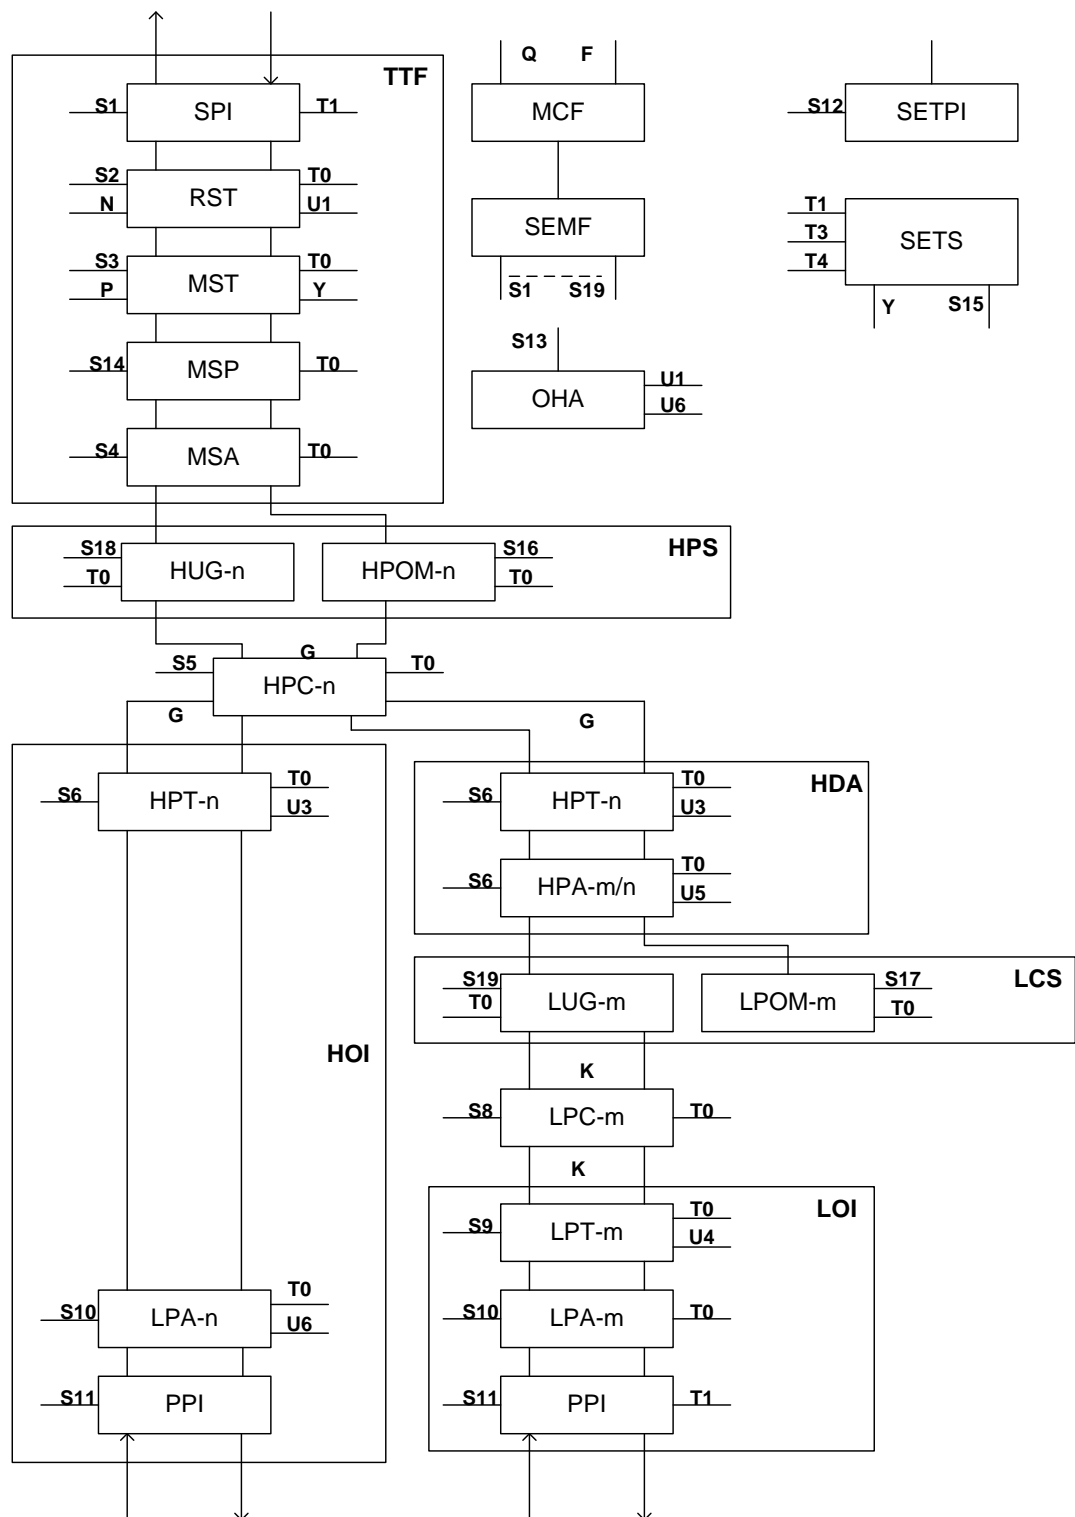 Q F
TTF
S1 SPI T1
MCF
S12 SETPI
S2 RST T0
N U1
SEMF
T1 SETS
T3
T4
S3 MST T0
P Y
S1 S19
Y S15
S13
S14 MSP T0
OHA U1
U6
S4 MSA T0
HPS
S18 HUG-n
T0
HPOM-n S16
T0
G
S5 HPC-n T0
G G
HOI
S6 HPT-n T0
U3
HDA
S6 HPT-n T0
U3
S6 HPA-m/n T0
U5
LCS
S19 LUG-m
T0
LPOM-m S17
T0
K
S8 LPC-m T0
K
LOI
S9 LPT-m T0
U4
S10 LPA-n T0
U6
S10 LPA-m T0
S11 PPI
S11 PPI T1